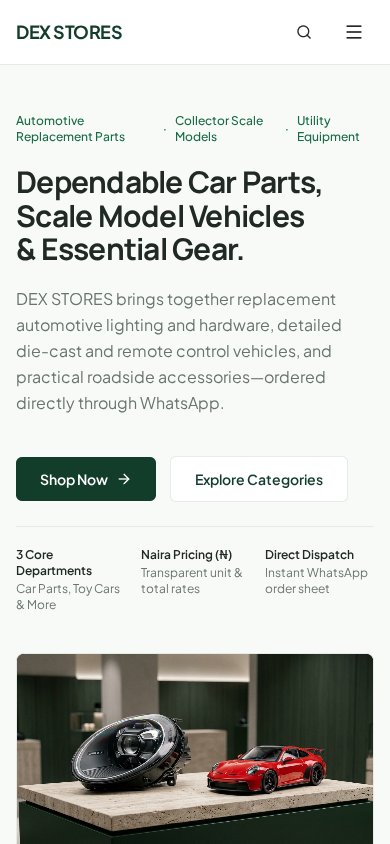 DEX STORES
Automotive
Replacement Parts
·
Collector Scale
Models
·
Utility
Equipment
Dependable Car Parts,
Scale Model Vehicles
& Essential Gear.
DEX STORES brings together replacement
automotive lighting and hardware, detailed
die-cast and remote control vehicles, and
practical roadside accessories—ordered
directly through WhatsApp.
Shop Now →
Explore Categories
3 Core
Departments
Car Parts, Toy Cars
& More
Naira Pricing (₦)
Transparent unit &
total rates
Direct Dispatch
Instant WhatsApp
order sheet